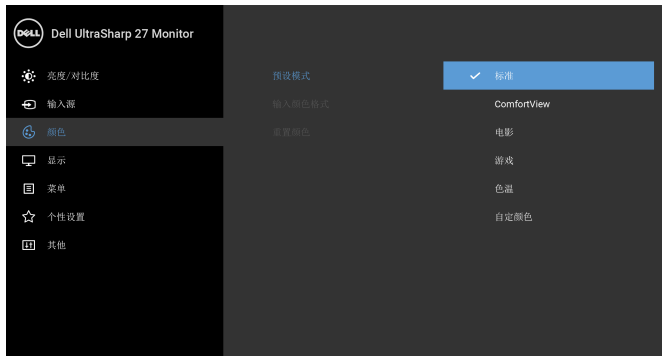 DELL
Dell UltraSharp 27 Monitor
亮度/对比度
输入源
颜色
显示
菜单
个性设置
其他
预设模式
输入颜色格式
重置颜色
标准
ComfortView
电影
游戏
色温
自定颜色